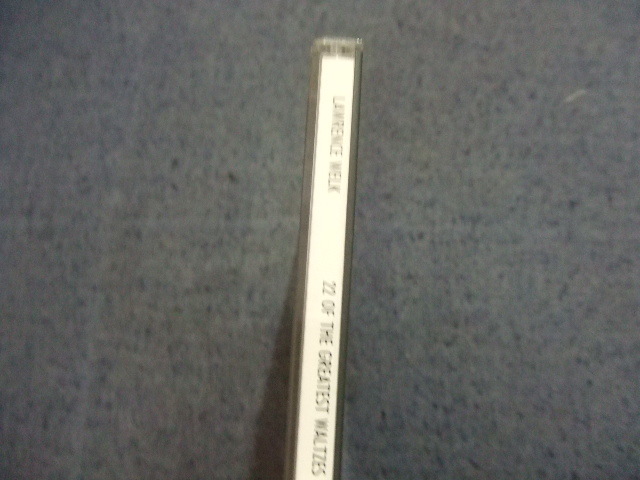 LAWRENCE WELK
22 OF THE GREATEST WALTZES